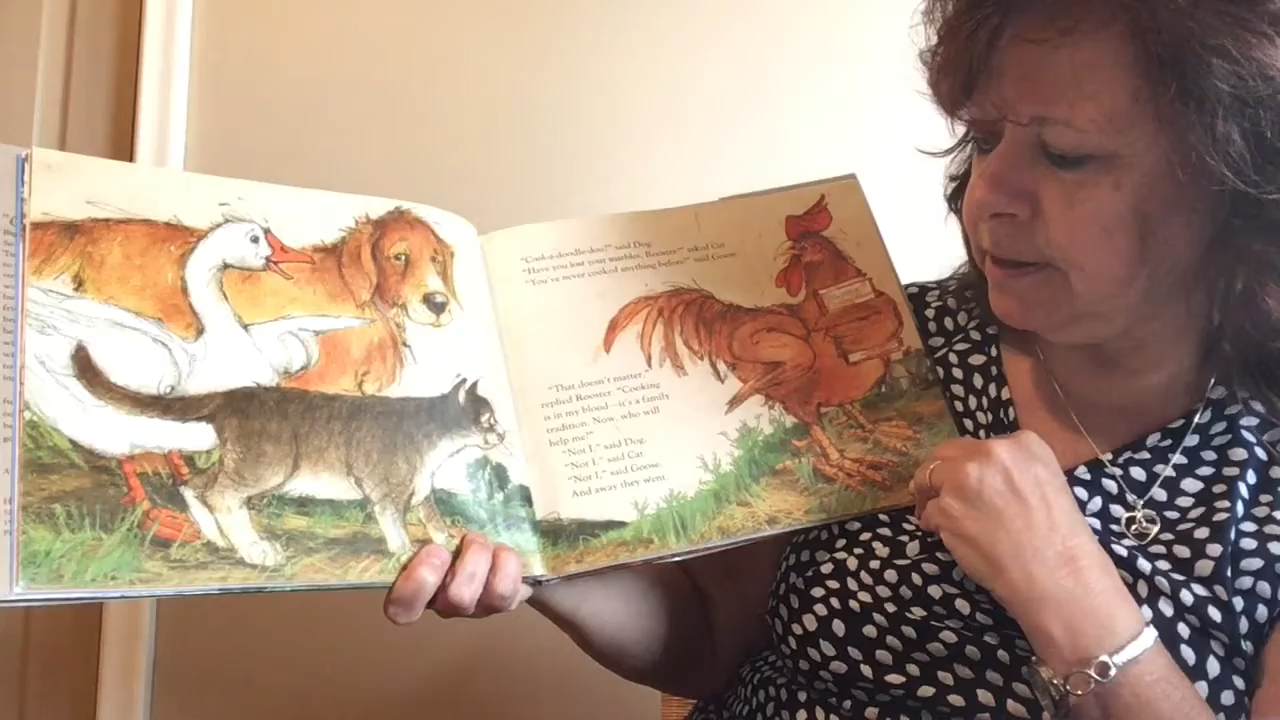 "Cook-a-doodle-doo?" said Dog.
"Have you lost your marbles, Rooster?" asked Cat.
"You've never cooked anything before!" said Goose.
"That doesn't matter,"
replied Rooster. "Cooking
is in my blood—it's a family
tradition. Now, who will
help me?"
"Not I," said Dog.
"Not I," said Cat.
"Not I," said Goose.
And away they went.